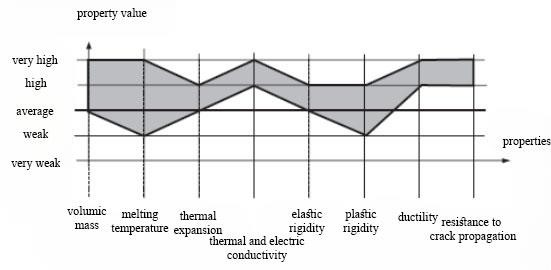 property value
very high
high
average
weak
very weak
properties
volumic
mass
melting
temperature
thermal
expansion
thermal and electric
conductivity
elastic
rigidity
plastic
rigidity
ductility
resistance to
crack propagation